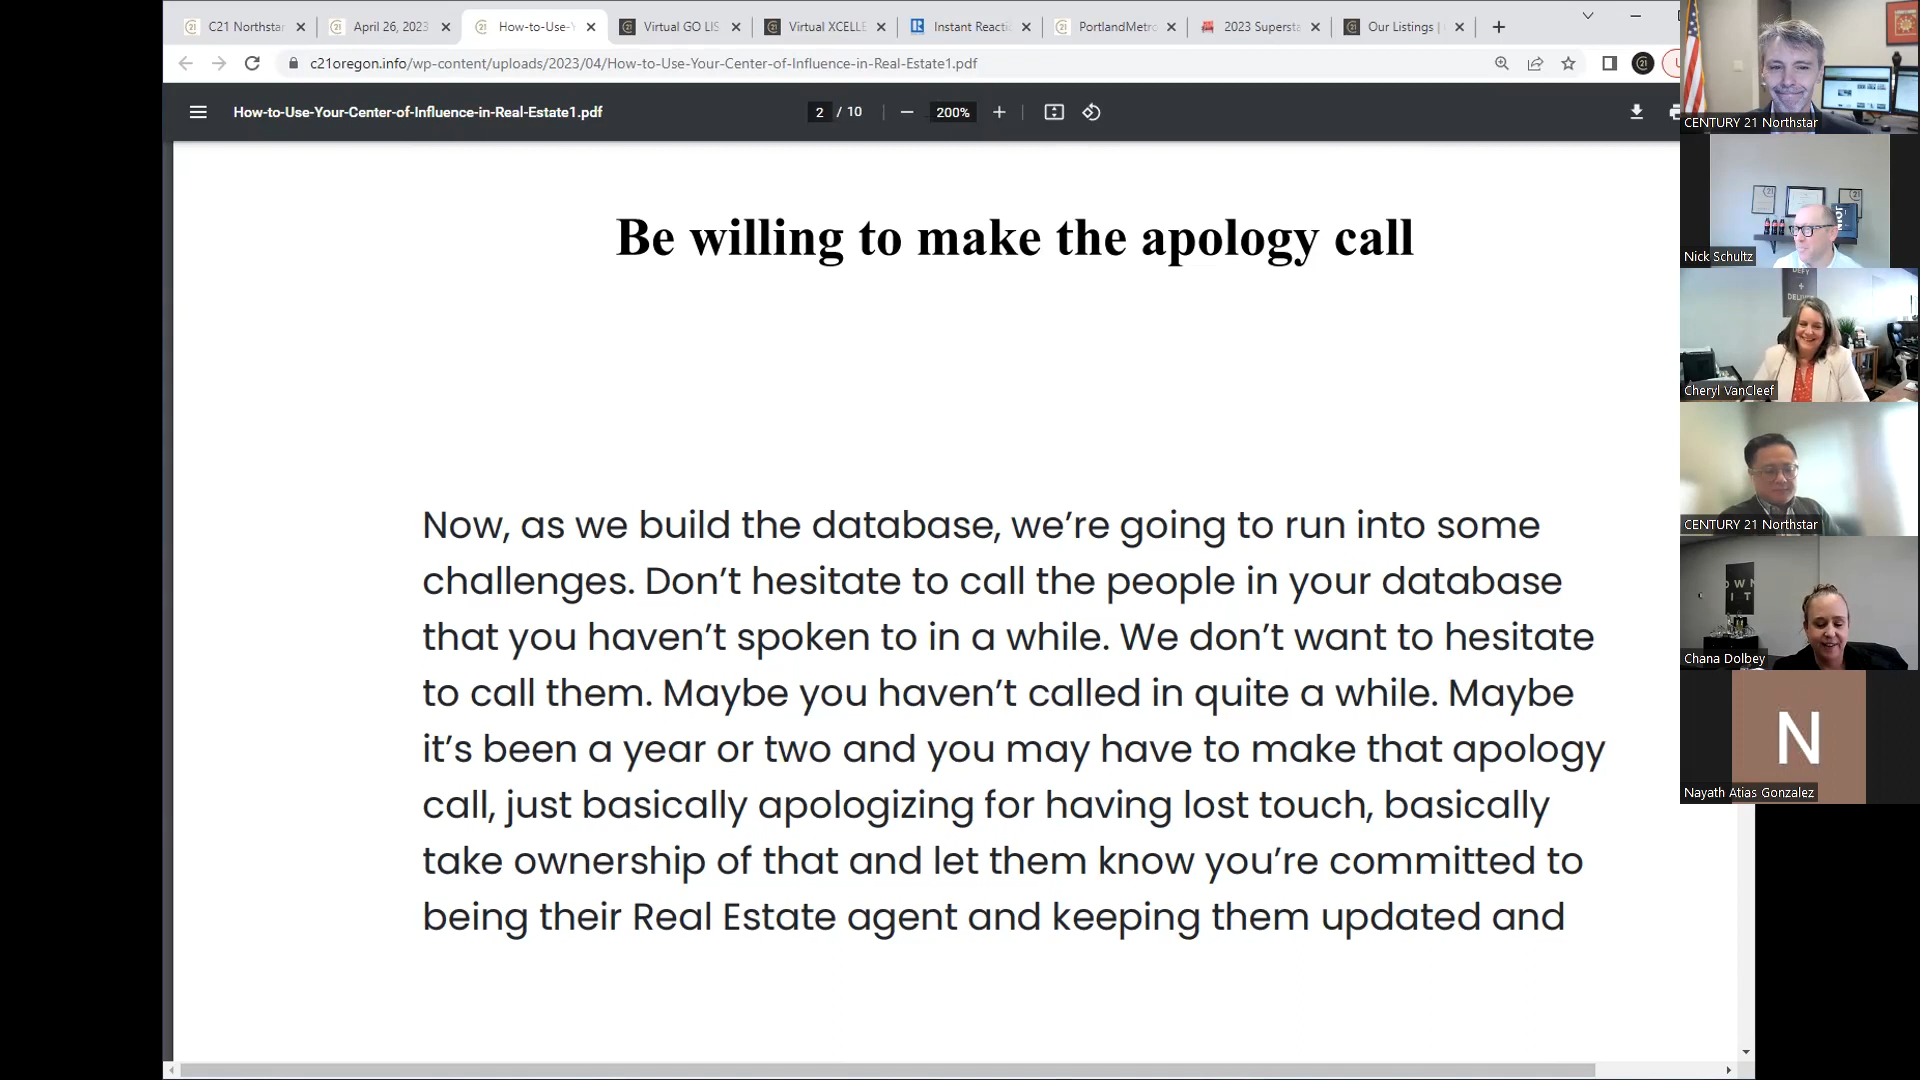 C21 Northstar
April 26, 2023
How-to-Use-Y
Virtual GO LIS
Virtual XCELLE
Instant Reacti
PortlandMetro
2023 Supersta
Our Listings |
c21oregon.info/wp-content/uploads/2023/04/How-to-Use-Your-Center-of-Influence-in-Real-Estate1.pdf
How-to-Use-Your-Center-of-Influence-in-Real-Estate1.pdf
2 / 10
200%
Be willing to make the apology call
Now, as we build the database, we’re going to run into some
challenges. Don’t hesitate to call the people in your database
that you haven’t spoken to in a while. We don’t want to hesitate
to call them. Maybe you haven’t called in quite a while. Maybe
it’s been a year or two and you may have to make that apology
call, just basically apologizing for having lost touch, basically
take ownership of that and let them know you’re committed to
being their Real Estate agent and keeping them updated and
CENTURY 21 Northstar
Nick Schultz
DEFY
+
DELIVE
Cheryl VanCleef
CENTURY 21 Northstar
OWN
IT
Chana Dolbey
N
Nayath Atias Gonzalez